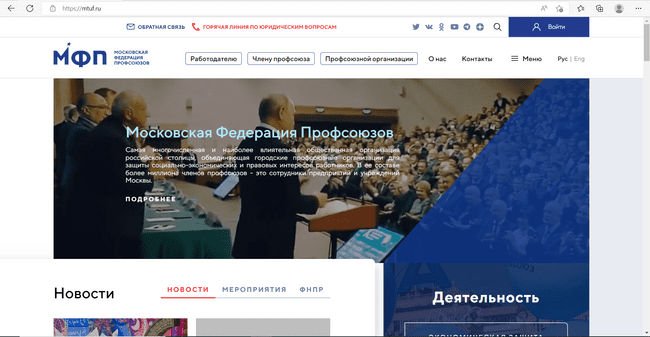 https://mtuf.ru
ОБРАТНАЯ СВЯЗЬ
ГОРЯЧАЯ ЛИНИЯ ПО ЮРИДИЧЕСКИМ ВОПРОСАМ
Войти
МФП
МОСКОВСКАЯ
ФЕДЕРАЦИЯ
ПРОФСОЮЗОВ
Работодателю
Члену профсоюза
Профсоюзной организации
О нас
Контакты
Меню
Рус | Eng
Московская Федерация Профсоюзов
Самая многочисленная и наиболее влиятельная общественная организация
российской столицы, объединяющая городские профсоюзные организации для
защиты социально-экономических и правовых интересов работников. В её составе
более миллиона членов профсоюзов - это сотрудники предприятий и учреждений
Москвы.
ПОДРОБНЕЕ
Новости
НОВОСТИ
МЕРОПРИЯТИЯ
ФНПР
Деятельность
ЭКОНОМИЧЕСКАЯ ЗАЩИТА